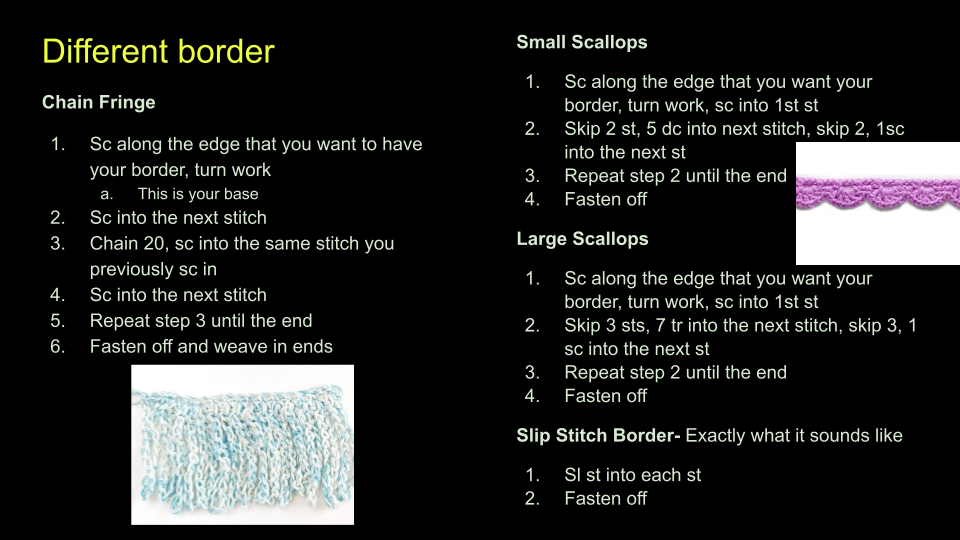 Different border
Chain Fringe
1. Sc along the edge that you want to have
your border, turn work
a. This is your base
2. Sc into the next stitch
3. Chain 20, sc into the same stitch you
previously sc in
4. Sc into the next stitch
5. Repeat step 3 until the end
6. Fasten off and weave in ends
Small Scallops
1. Sc along the edge that you want your
border, turn work, sc into 1st st
2. Skip 2 st, 5 dc into next stitch, skip 2, 1sc
into the next st
3. Repeat step 2 until the end
4. Fasten off
Large Scallops
1. Sc along the edge that you want your
border, turn work, sc into 1st st
2. Skip 3 sts, 7 tr into the next stitch, skip 3, 1
sc into the next st
3. Repeat step 2 until the end
4. Fasten off
Slip Stitch Border- Exactly what it sounds like
1. Sl st into each st
2. Fasten off